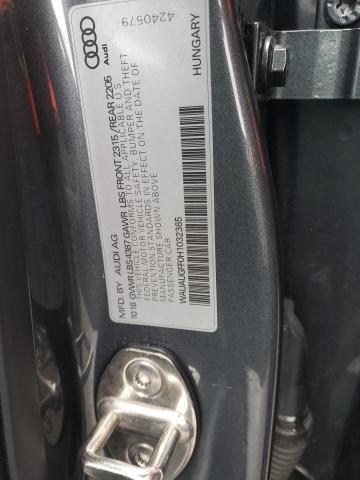 Audi
4240579
HUNGARY
MFD. BY AUDI AG
10 16 GVWR LBS 4387 GAWR LBS FRONT 2315 / REAR 2205
THIS VEHICLE CONFORMS TO ALL APPLICABLE U S
FEDERAL MOTOR VEHICLE SAFETY, BUMPER AND THEFT
PREVENTION STANDARDS IN EFFECT ON THE DATE OF
MANUFACTURE SHOWN ABOVE.
PASSENGER CAR
WAUAUGFF0H1032365